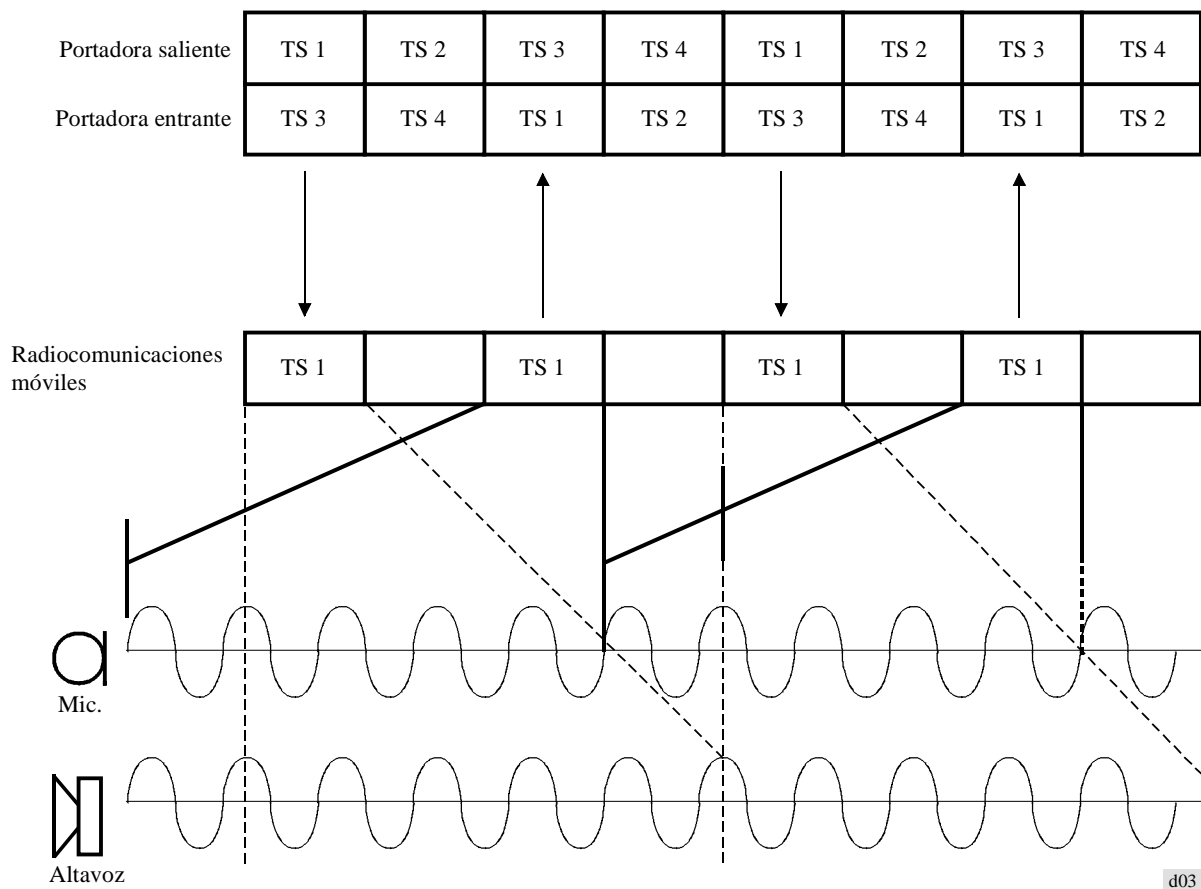 Portadora saliente TS 1 TS 2 TS 3 TS 4 TS 1 TS 2 TS 3 TS 4
Portadora entrante TS 3 TS 4 TS 1 TS 2 TS 3 TS 4 TS 1 TS 2
Radiocomunicaciones
móviles
TS 1 TS 1 TS 1 TS 1
Mic.
Altavoz
d03